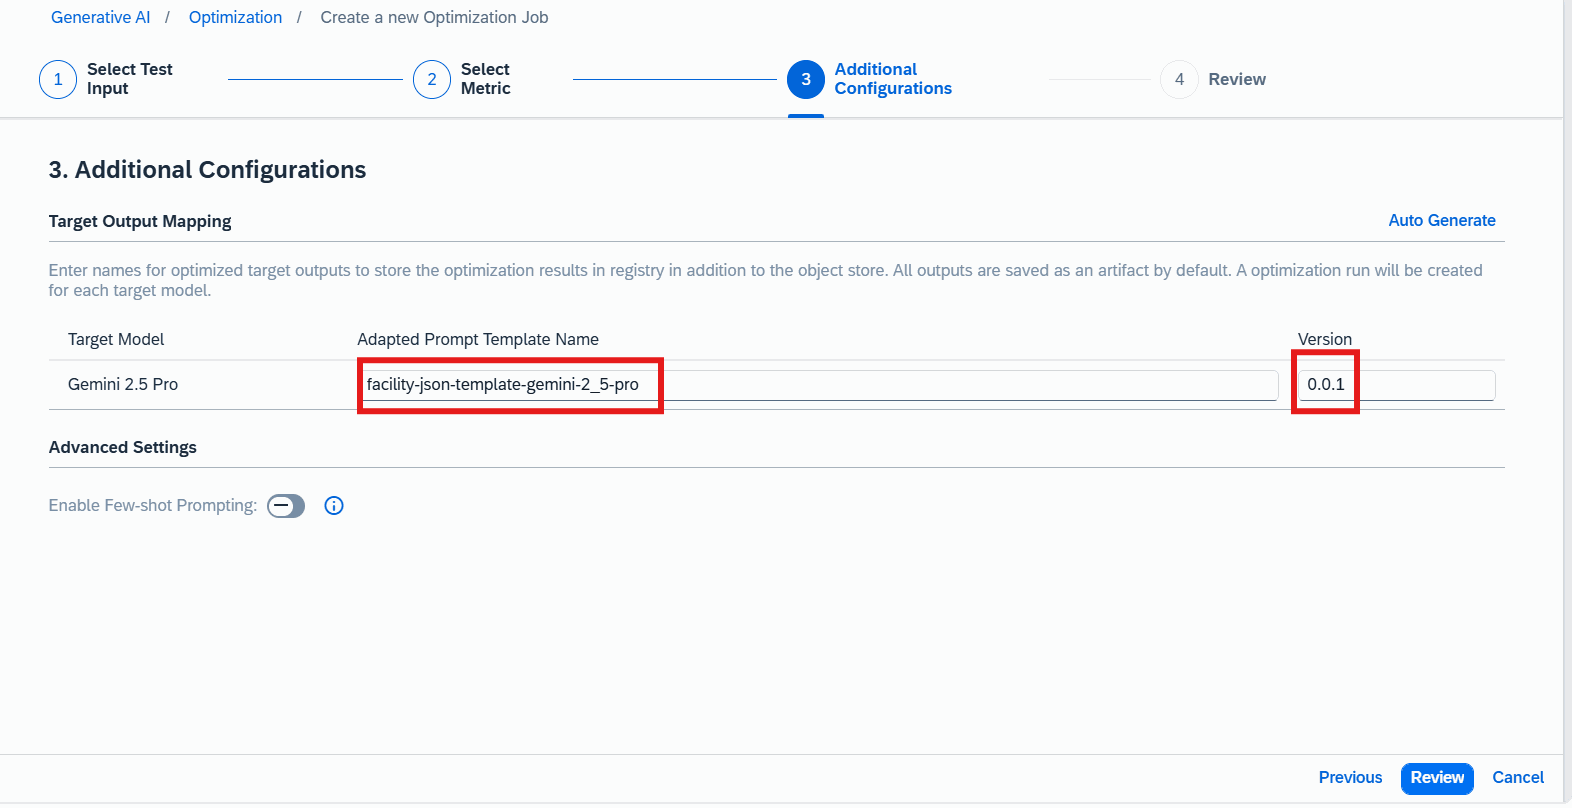 Generative AI / Optimization / Create a new Optimization Job
1 Select Test Input
2 Select Metric
3 Additional Configurations
4 Review
3. Additional Configurations
Target Output Mapping
Auto Generate
Enter names for optimized target outputs to store the optimization results in registry in addition to the object store. All outputs are saved as an artifact by default. A optimization run will be created
for each target model.
Target Model Adapted Prompt Template Name Version
Gemini 2.5 Pro facility-json-template-gemini-2_5-pro 0.0.1
Advanced Settings
Enable Few-shot Prompting:
Previous Review Cancel